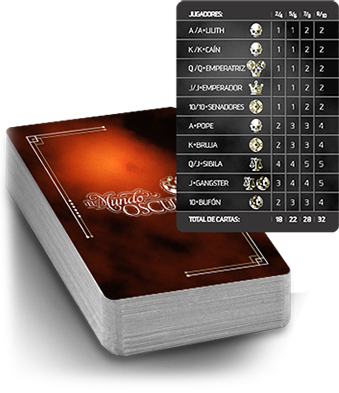 JUGADORES: 2/4 5/6 7/8 9/10
A/A•LILITH 1 1 2 2
K/K•CAÍN 1 1 2 2
Q/Q•EMPERATRIZ 1 1 2 2
J/J•EMPERADOR 1 1 2 2
10/10•SENADORES 1 1 2 2
A•POPE 2 3 3 4
K•BRUJA 2 3 3 4
Q/J•SIBILA 3 4 4 5
J•GANGSTER 4 4 5 5
10•BUFÓN 2 3 3 4
TOTAL DE CARTAS: 18 22 28 32
Mundo